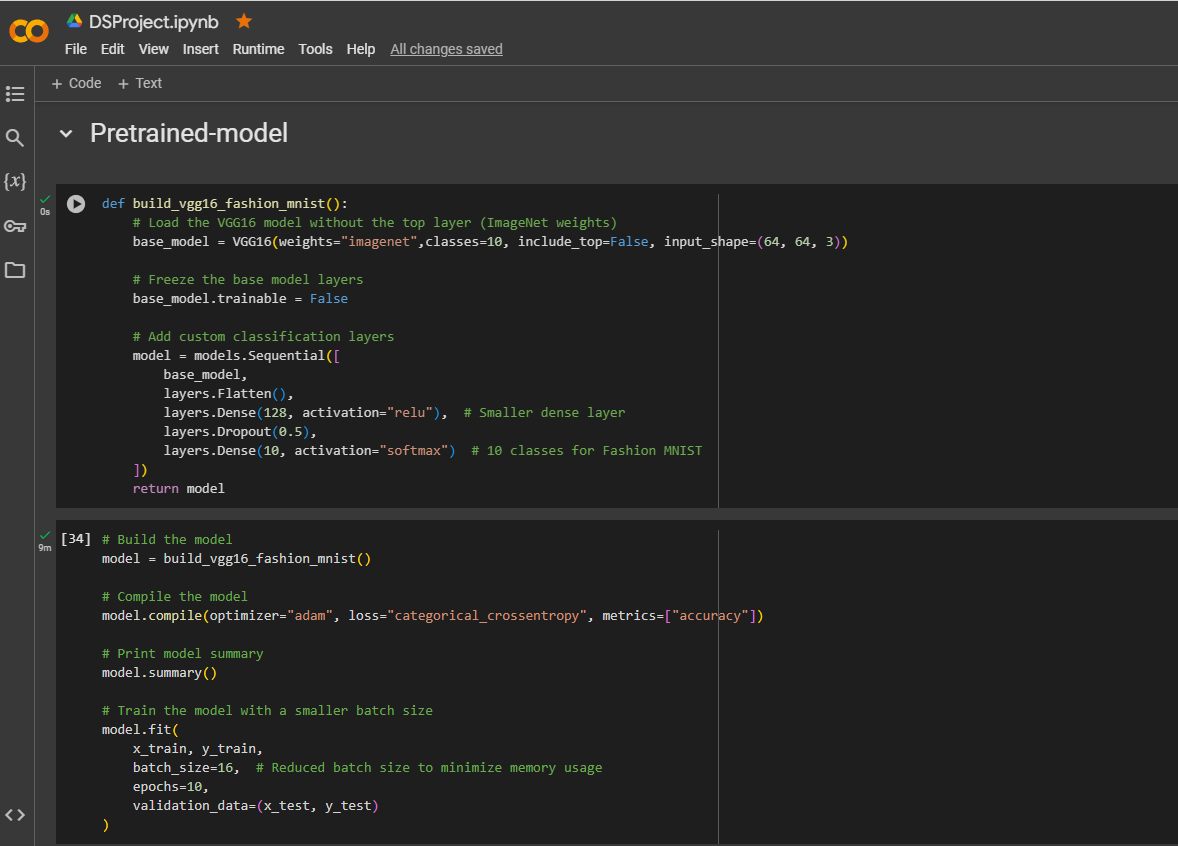 DSProject.ipynb
File Edit View Insert Runtime Tools Help All changes saved
+ Code + Text
Pretrained-model
0s
def build_vgg16_fashion_mnist():
    # Load the VGG16 model without the top layer (ImageNet weights)
    base_model = VGG16(weights="imagenet",classes=10, include_top=False, input_shape=(64, 64, 3))

    # Freeze the base model layers
    base_model.trainable = False

    # Add custom classification layers
    model = models.Sequential([
        base_model,
        layers.Flatten(),
        layers.Dense(128, activation="relu"),  # Smaller dense layer
        layers.Dropout(0.5),
        layers.Dense(10, activation="softmax")  # 10 classes for Fashion MNIST
    ])
    return model
9m
[34] # Build the model
model = build_vgg16_fashion_mnist()

# Compile the model
model.compile(optimizer="adam", loss="categorical_crossentropy", metrics=["accuracy"])

# Print model summary
model.summary()

# Train the model with a smaller batch size
model.fit(
    x_train, y_train,
    batch_size=16,  # Reduced batch size to minimize memory usage
    epochs=10,
    validation_data=(x_test, y_test)
)